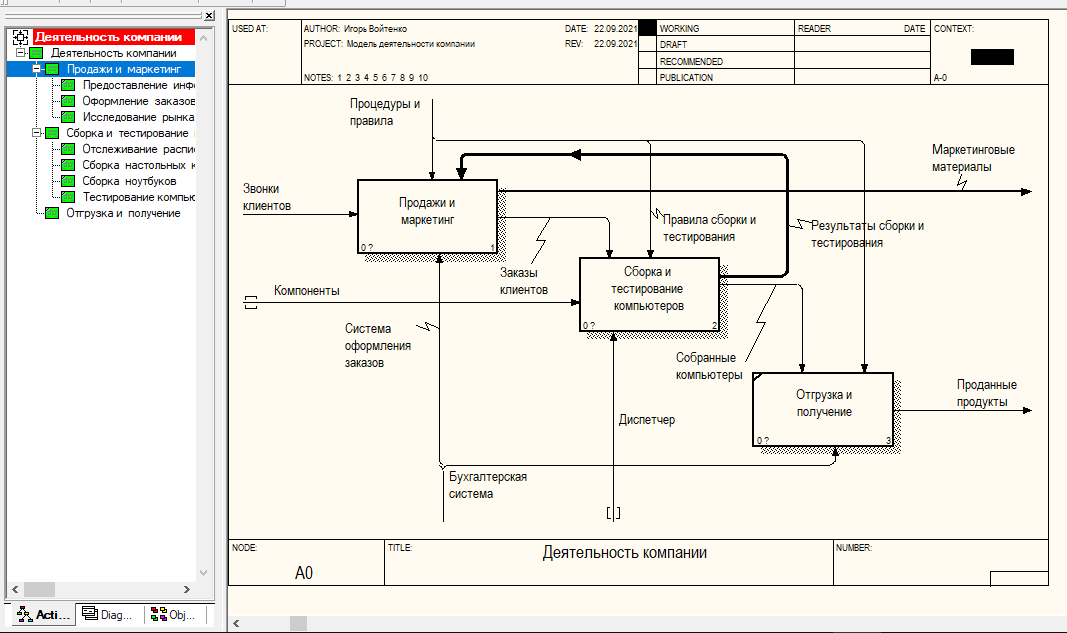 Деятельность компании
Деятельность компании
Продажи и маркетинг
Предоставление инф
Оформление заказов
Исследование рынка
Сборка и тестирование
Отслеживание распи
Сборка настольных к
Сборка ноутбуков
Тестирование компью
Отгрузка и получение
Acti...
Diag...
Obj...
USED AT:
AUTHOR: Игорь Войтенко
PROJECT: Модель деятельности компании
NOTES: 1 2 3 4 5 6 7 8 9 10
DATE: 22.09.2021
REV: 22.09.2021
WORKING
DRAFT
RECOMMENDED
PUBLICATION
READER
DATE
CONTEXT:
A-0
Процедуры и
правила
Маркетинговые
материалы
Звонки
клиентов
Продажи и
маркетинг
0 ?
1
Правила сборки и
тестирования
Результаты сборки и
тестирования
Заказы
клиентов
Сборка и
тестирование
компьютеров
0 ?
2
Компоненты
Система
оформления
заказов
Собранные
компьютеры
Отгрузка и
получение
0 ?
3
Проданные
продукты
Диспетчер
Бухгалтерская
система
NODE:
A0
TITLE:
Деятельность компании
NUMBER: